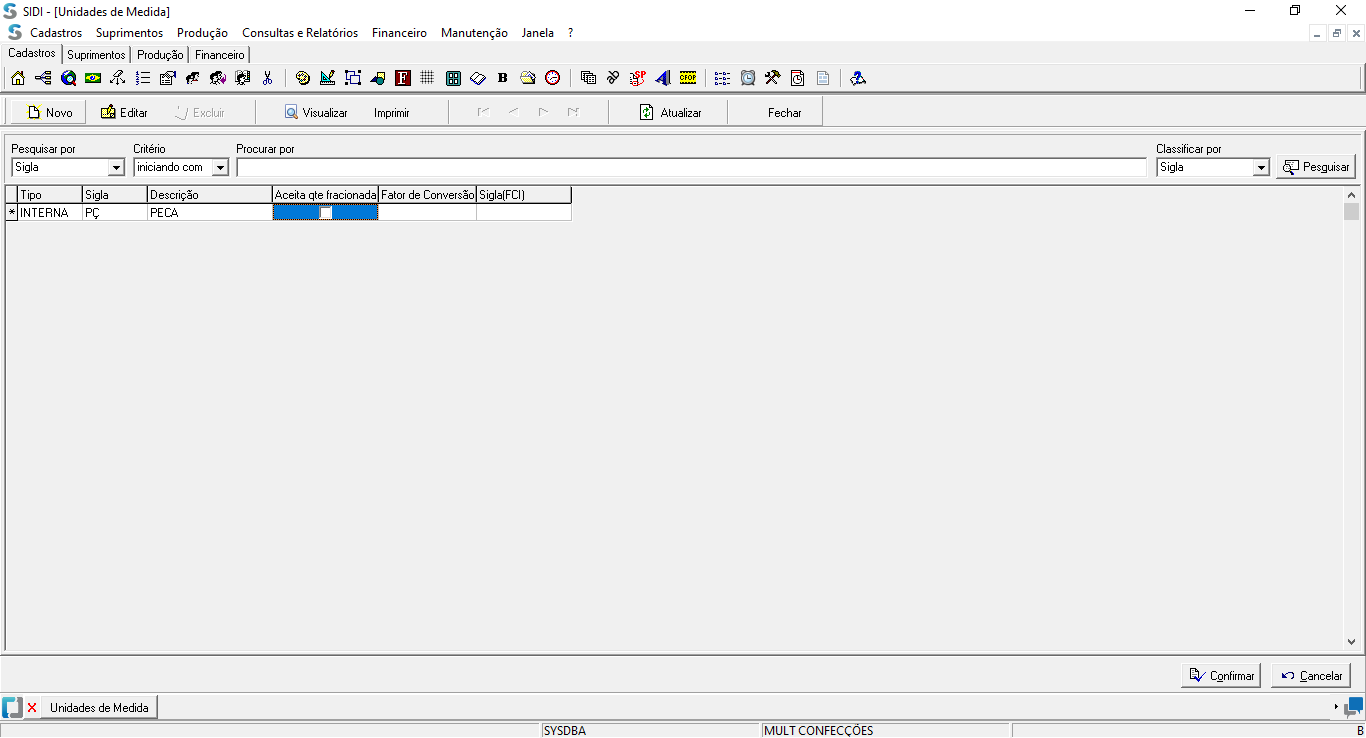 SIDI - [Unidades de Medida]
Cadastros Suprimentos Produção Consultas e Relatórios Financeiro Manutenção Janela ?
Cadastros Suprimentos Produção Financeiro
F B SP CFOP
Novo Editar Excluir Visualizar Imprimir Atualizar Fechar
Pesquisar por Critério Procurar por Classificar por
Sigla iniciando com Sigla Pesquisar
Tipo Sigla Descrição Aceita qte fracionada Fator de Conversão Sigla(FCI)
* INTERNA PÇ PECA
Confirmar Cancelar
Unidades de Medida
SYSDBA MULT CONFECÇÕES B